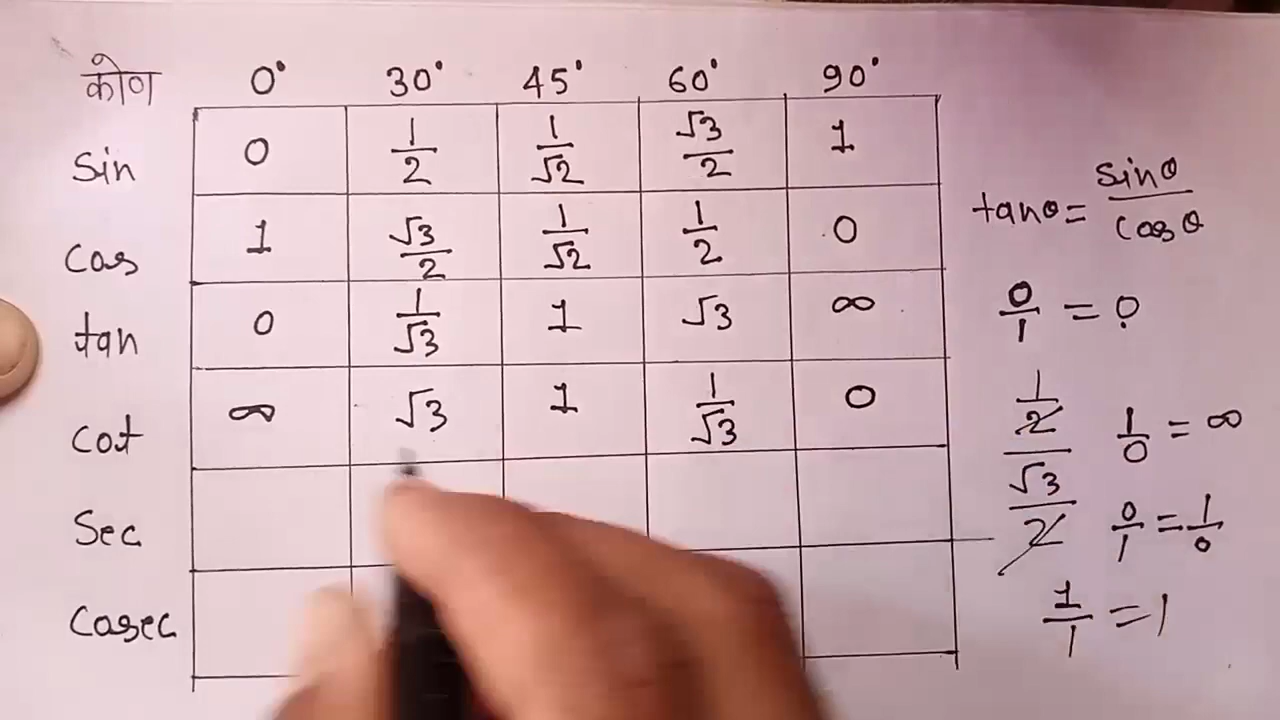 कोण 0° 30° 45° 60° 90°
Sin 0 1/2 1/√2 √3/2 1
Cos 1 √3/2 1/√2 1/2 0
tan 0 1/√3 1 √3 ∞
Cot ∞ √3 1 1/√3 0
Sec
Cosec
tanθ = sinθ/cosθ
0/1 = 0
1/2/√3/2
1/0 = ∞
0/1 = 1/0
1/1 = 1